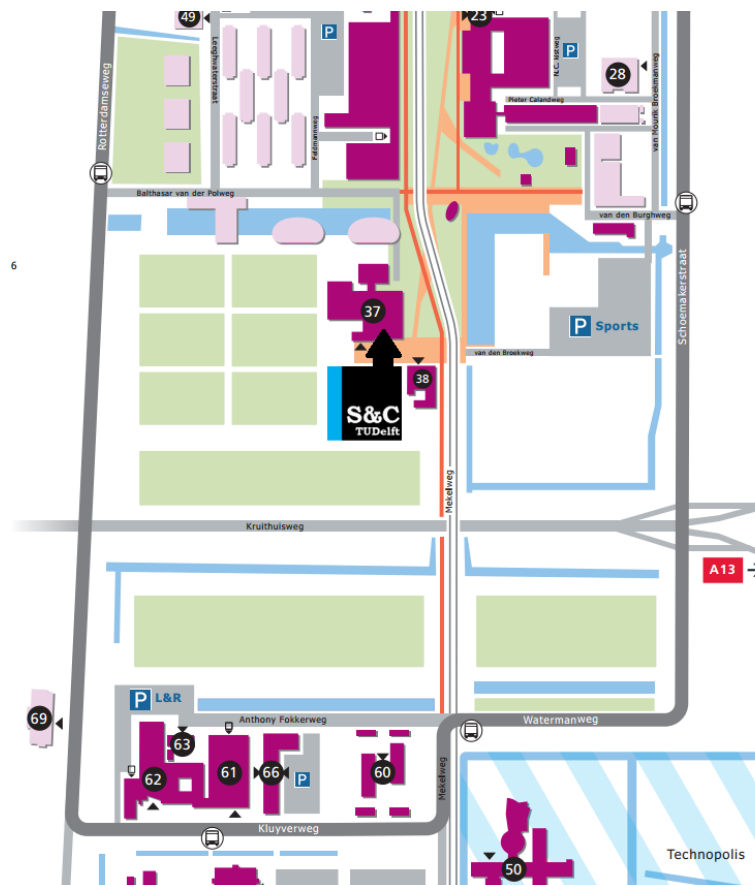 49
P
23
P
28
Leeghwaterstraat
Rotterdamseweg
Feldmannweg
N.C. Kistweg
van Mourik Broekmanweg
Pieter Calandweg
Balthasar van der Polweg
van den Burghweg
6
37
P Sports
Schoemakerstraat
van den Broekweg
38
S&C
TUDelft
Mekelweg
Kruithuisweg
A13
P L&R
69
Anthony Fokkerweg
Watermanweg
63
62
61
66
P
60
Mekelweg
Kluyverweg
Technopolis
50